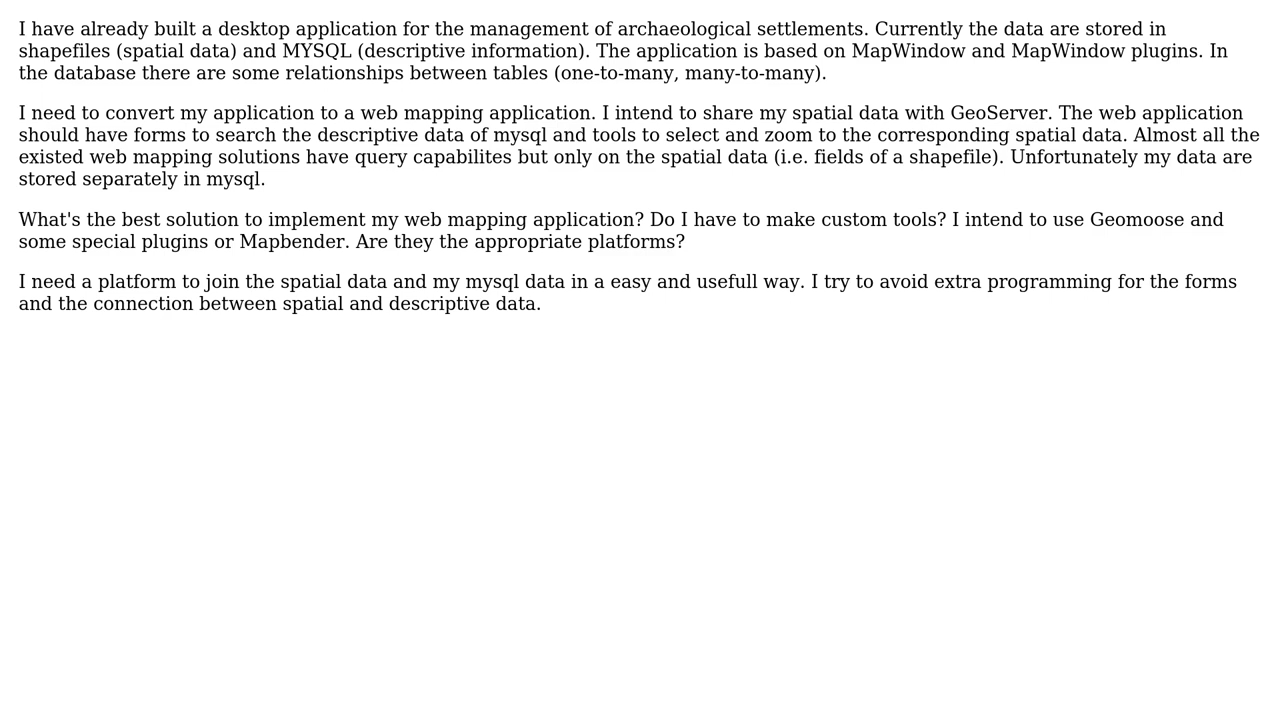 I have already built a desktop application for the management of archaeological settlements. Currently the data are stored in
shapefiles (spatial data) and MYSQL (descriptive information). The application is based on MapWindow and MapWindow plugins. In
the database there are some relationships between tables (one-to-many, many-to-many).
I need to convert my application to a web mapping application. I intend to share my spatial data with GeoServer. The web application
should have forms to search the descriptive data of mysql and tools to select and zoom to the corresponding spatial data. Almost all the
existed web mapping solutions have query capabilites but only on the spatial data (i.e. fields of a shapefile). Unfortunately my data are
stored separately in mysql.
What's the best solution to implement my web mapping application? Do I have to make custom tools? I intend to use Geomoose and
some special plugins or Mapbender. Are they the appropriate platforms?
I need a platform to join the spatial data and my mysql data in a easy and usefull way. I try to avoid extra programming for the forms
and the connection between spatial and descriptive data.